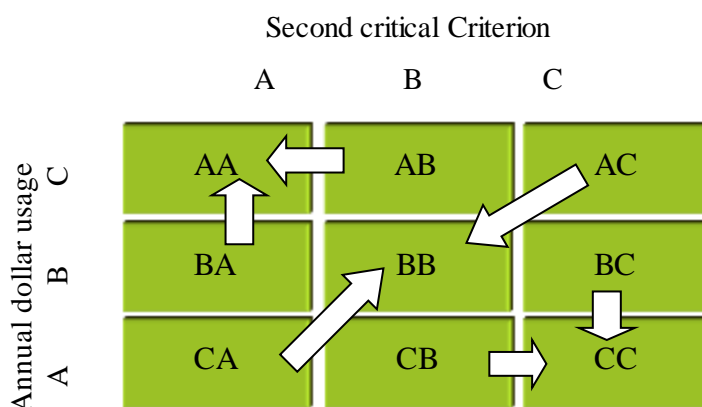 Second critical Criterion
A B C
Annual dollar usage
C
B
A
AA AB AC
BA BB BC
CA CB CC